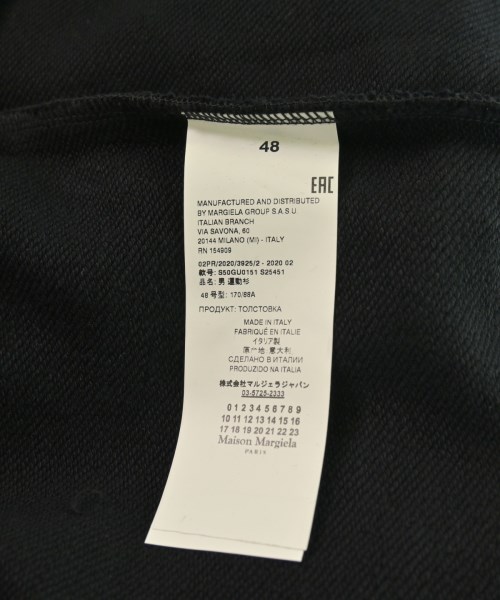 48
EAC
MANUFACTURED AND DISTRIBUTED
BY MARGIELA GROUP S.A.S.U
ITALIAN BRANCH
VIA SAVONA, 60
20144 MILANO (MI) - ITALY
RN 154909
02PR/2020/3925/2 - 2020 02
款号: S50GU0151 S25451
品名: 男 運動衫
48 号型: 170/88A
ПРОДУКТ: ТОЛСТОВКА
MADE IN ITALY
FABRIQUÉ EN ITALIE
イタリア製
意大利
СДЕЛАНО В ИТАЛИИ
PRODUZIDO NA ITALIA
株式会社マルジェラジャパン
03-5725-2333
0 1 2 3 4 5 6 7 8 9
10 11 12 13 14 15 16
17 18 19 20 21 22 23
Maison Margiela
PARIS